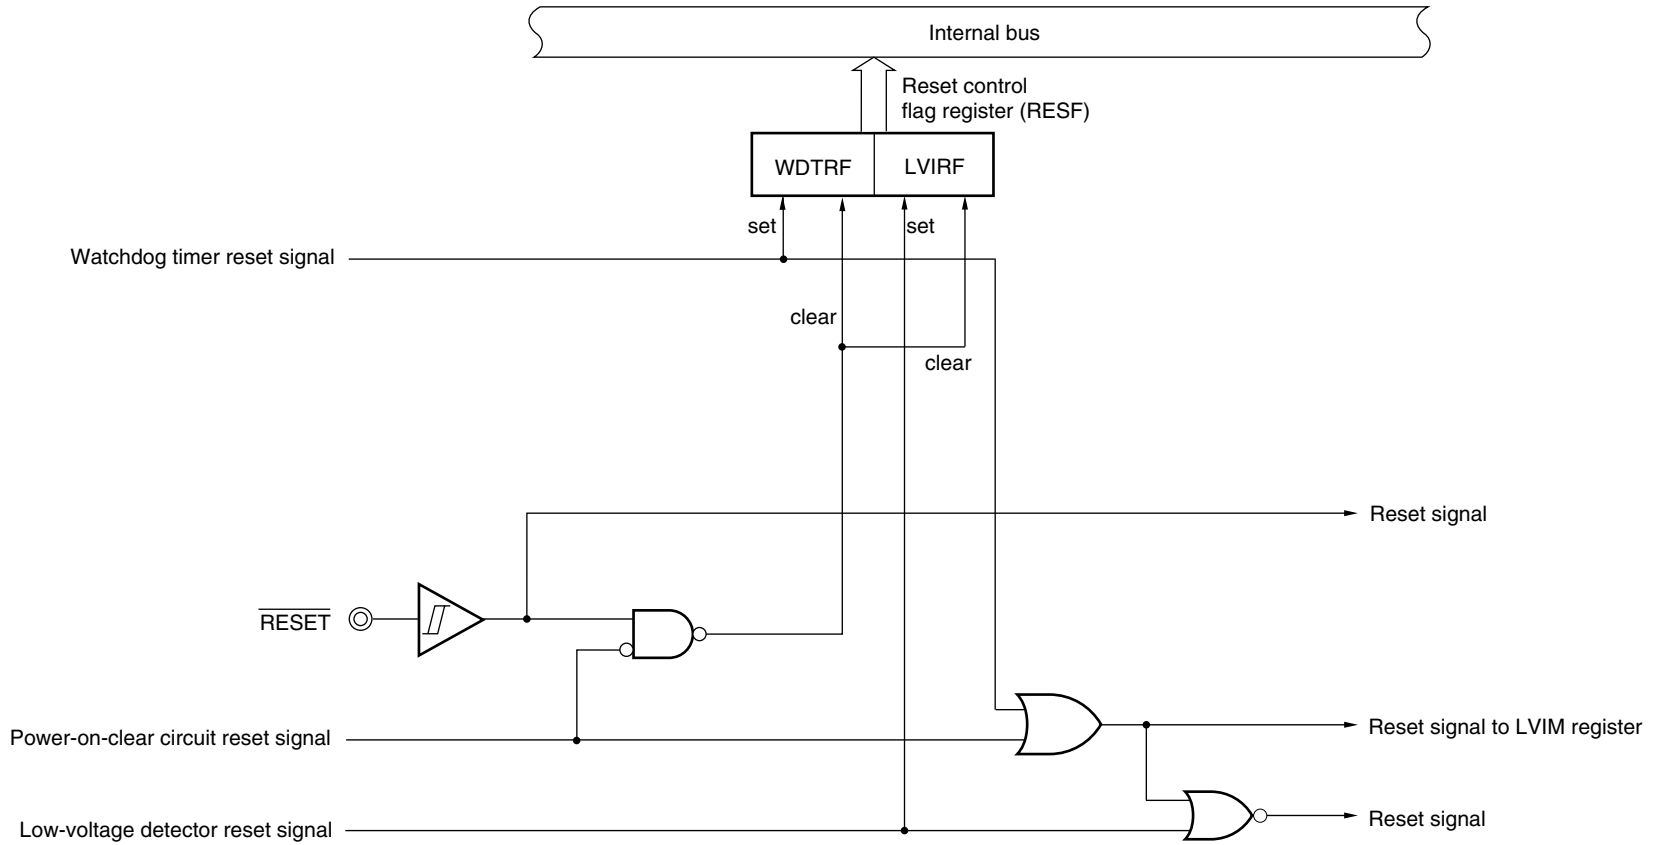 Internal bus
Reset control
flag register (RESF)
WDTRF
LVIRF
set
set
Watchdog timer reset signal
clear
clear
Reset signal
RESET
Reset signal to LVIM register
Power-on-clear circuit reset signal
Reset signal
Low-voltage detector reset signal